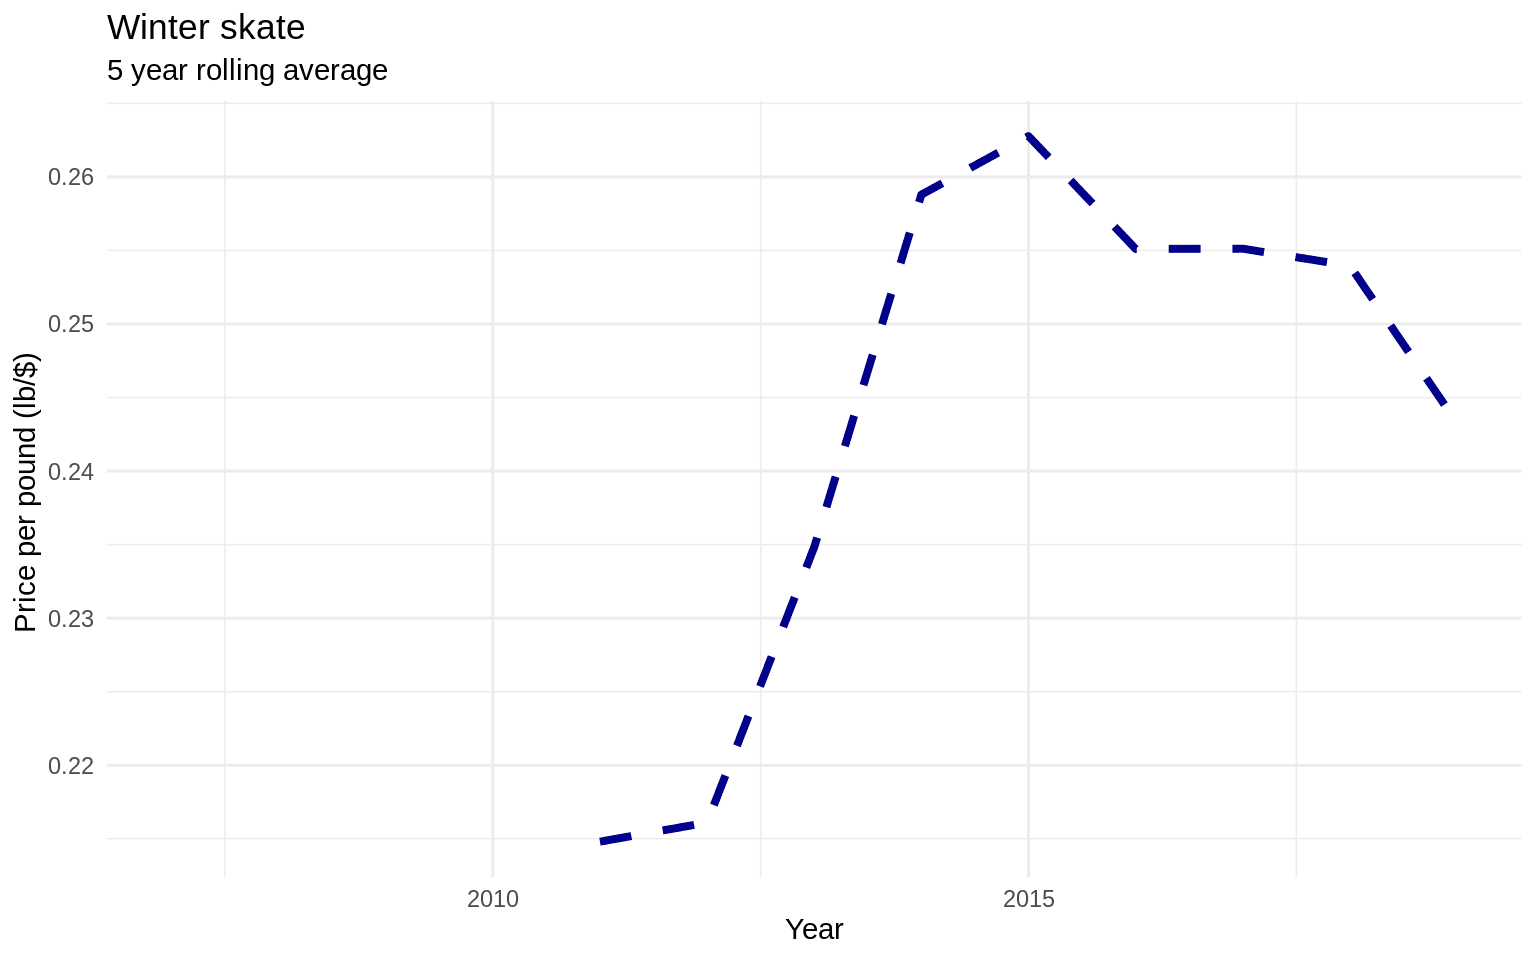 Winter skate
5 year rolling average
Price per pound (lb/$)
0.26
0.25
0.24
0.23
0.22
2010
2015
Year